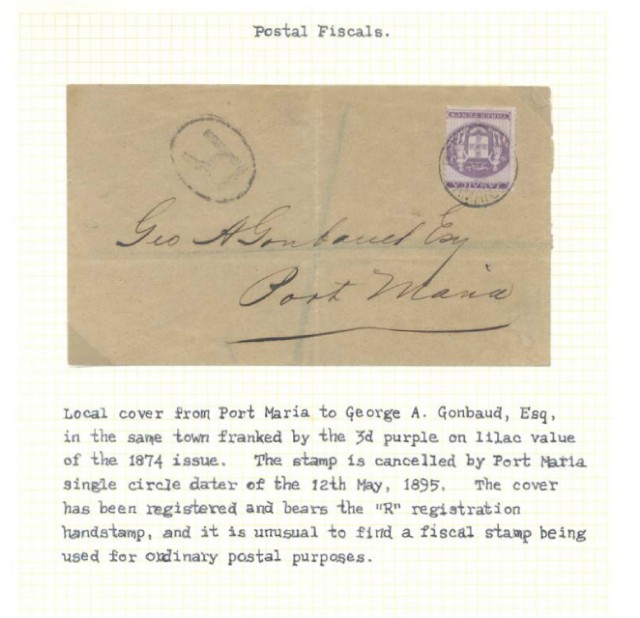 Postal Fiscals.
R
THREE PENCE
JAMAICA
Geo A Gonbaud Esq
Port Maria
Local cover from Port Maria to George A. Gonbaud, Esq,
in the same town franked by the 3d purple on lilac value
of the 1874 issue. The stamp is cancelled by Port Maria
single circle dater of the 12th May, 1895. The cover
has been registered and bears the "R" registration
handstamp, and it is unusual to find a fiscal stamp being
used for ordinary postal purposes.